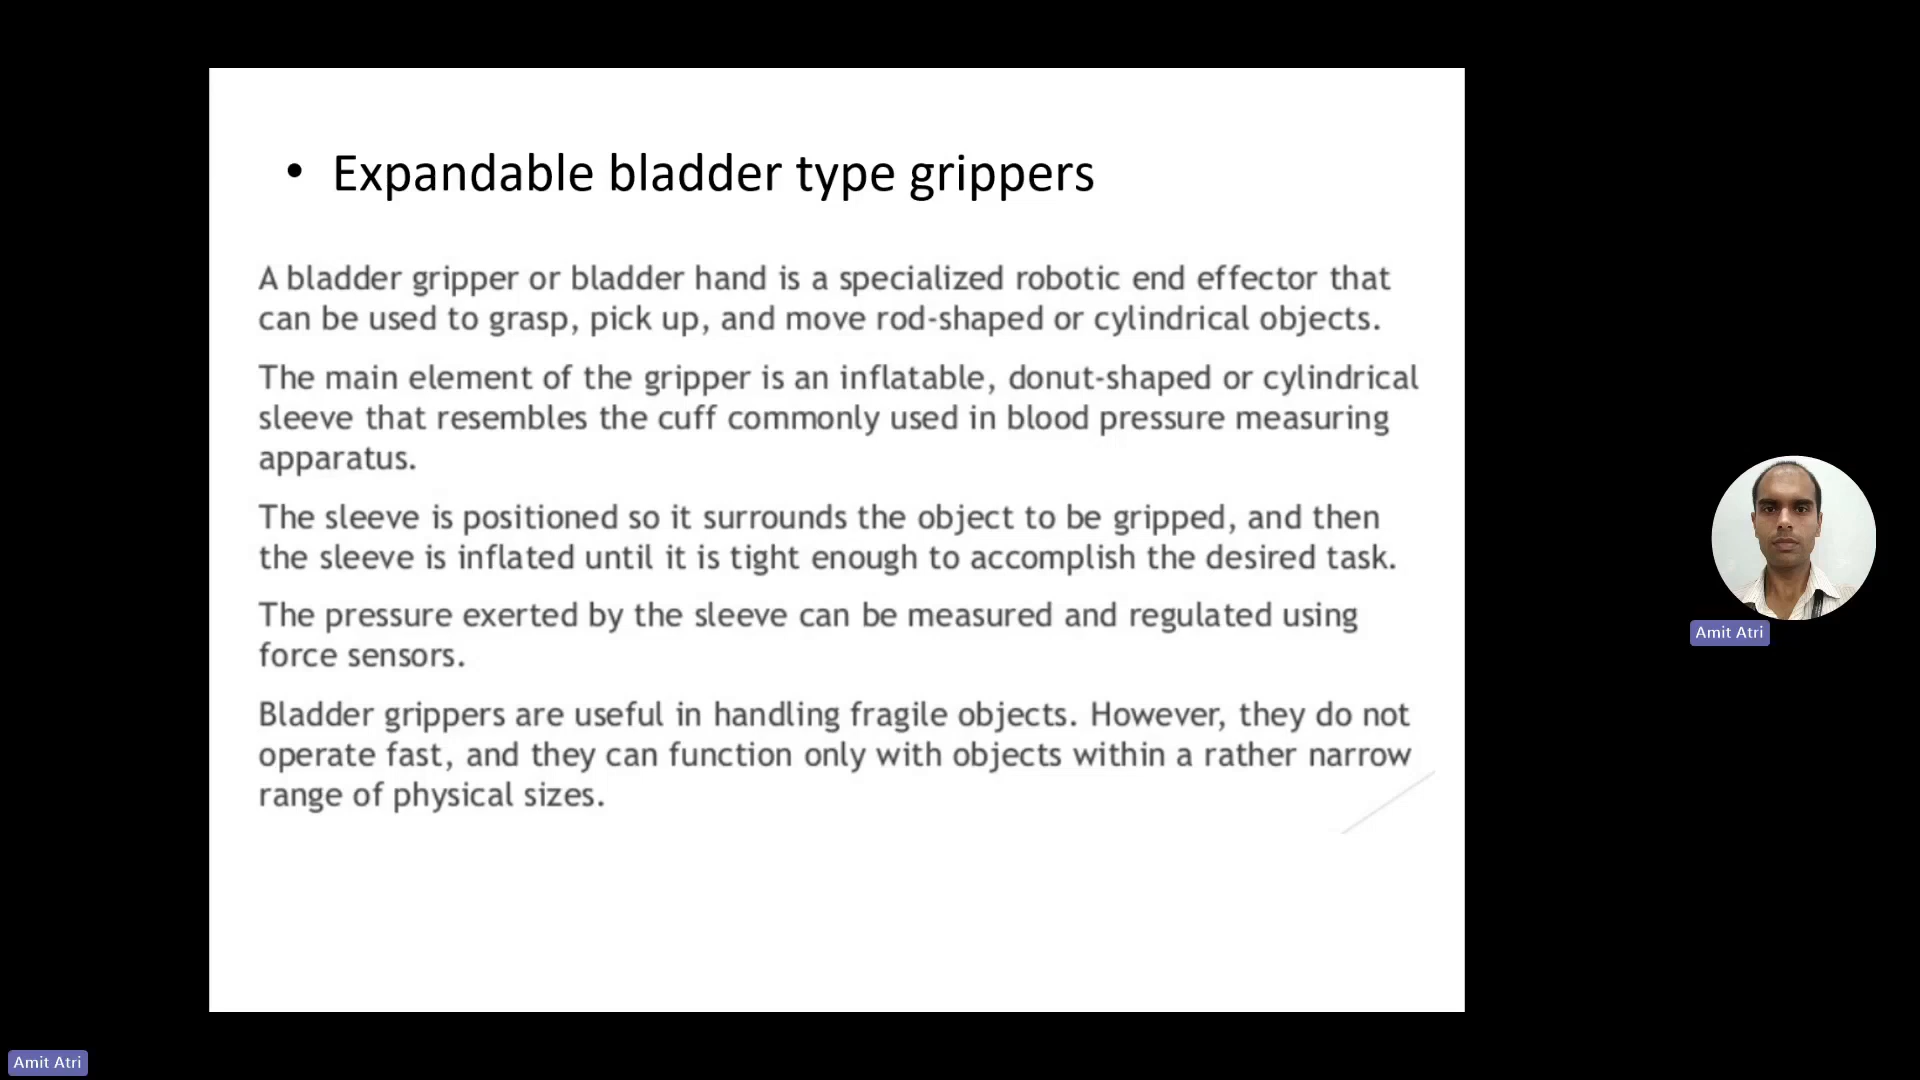 • Expandable bladder type grippers
A bladder gripper or bladder hand is a specialized robotic end effector that
can be used to grasp, pick up, and move rod-shaped or cylindrical objects.
The main element of the gripper is an inflatable, donut-shaped or cylindrical
sleeve that resembles the cuff commonly used in blood pressure measuring
apparatus.
The sleeve is positioned so it surrounds the object to be gripped, and then
the sleeve is inflated until it is tight enough to accomplish the desired task.
The pressure exerted by the sleeve can be measured and regulated using
force sensors.
Bladder grippers are useful in handling fragile objects. However, they do not
operate fast, and they can function only with objects within a rather narrow
range of physical sizes.
Amit Atri
Amit Atri